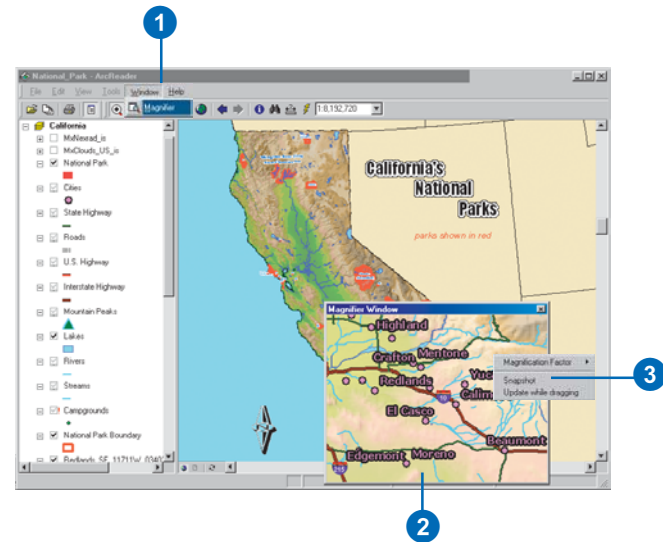 1
National_Park - ArcReader
File Edit View Tools Window Help
Magnifier
1:8,192,720
California
MxNexrad_is
MxClouds_US_is
National Park
Cities
State Highway
Roads
U.S. Highway
Interstate Highway
Mountain Peaks
Lakes
Rivers
Streams
Campgrounds
National Park Boundary
California's
National
Parks
parks shown in red
Magnifier Window
Highland
Crafton Mentone
Redlands
10
El Casco
Beaumont
Edgemont Moreno
215
Magnification Factor
Snapshot
Update while dragging
3
2